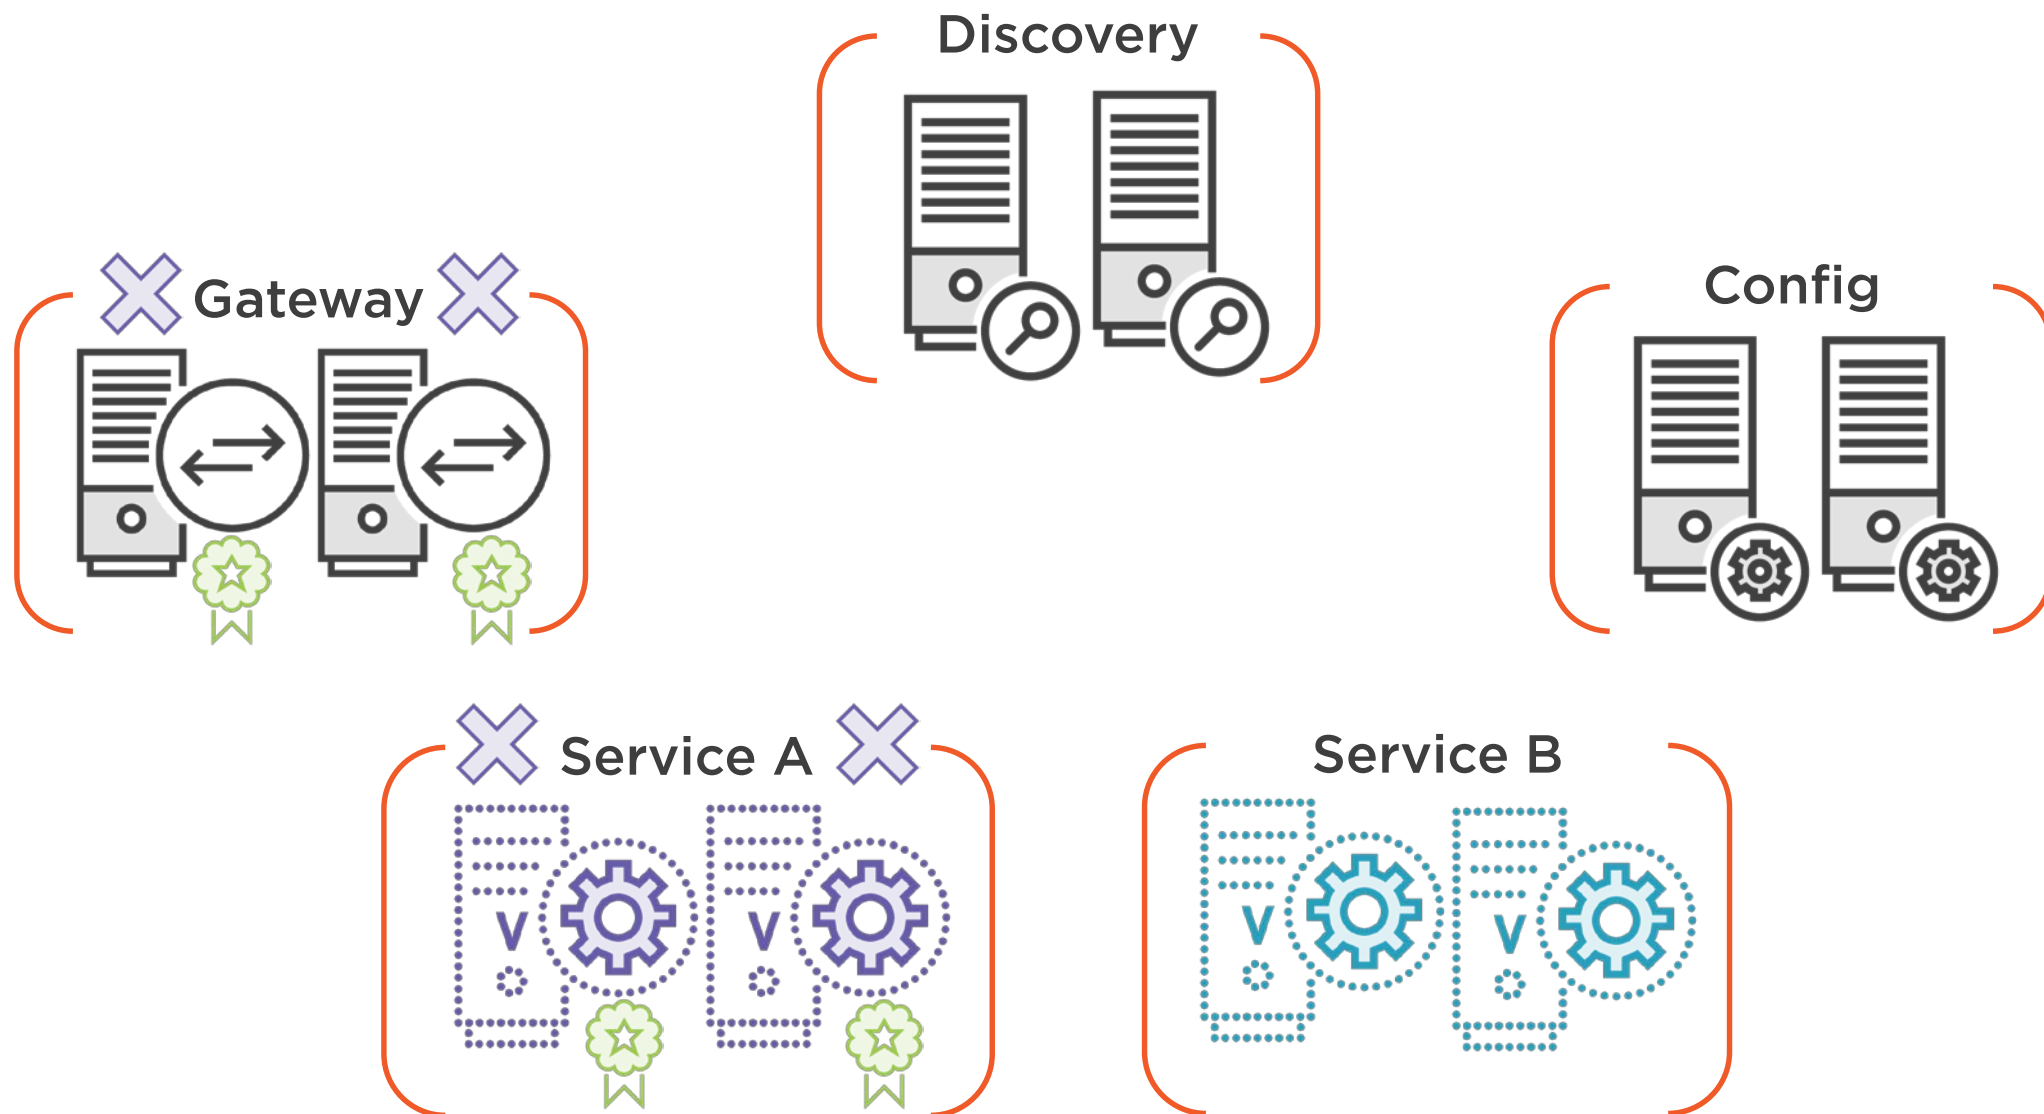 Discovery
Gateway
Config
Service A
Service B
V
V
V
V